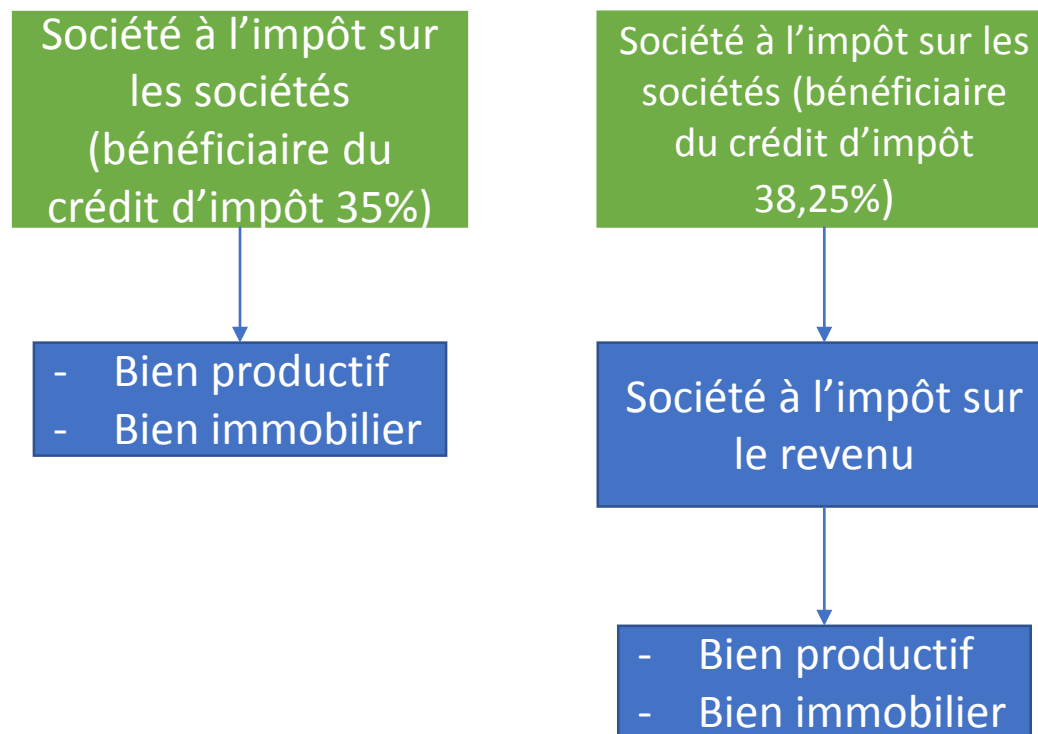 Société à l’impôt sur
les sociétés
(bénéficiaire du
crédit d’impôt 35%)
- Bien productif
- Bien immobilier
Société à l’impôt sur les
sociétés (bénéficiaire
du crédit d’impôt
38,25%)
Société à l’impôt sur
le revenu
- Bien productif
- Bien immobilier